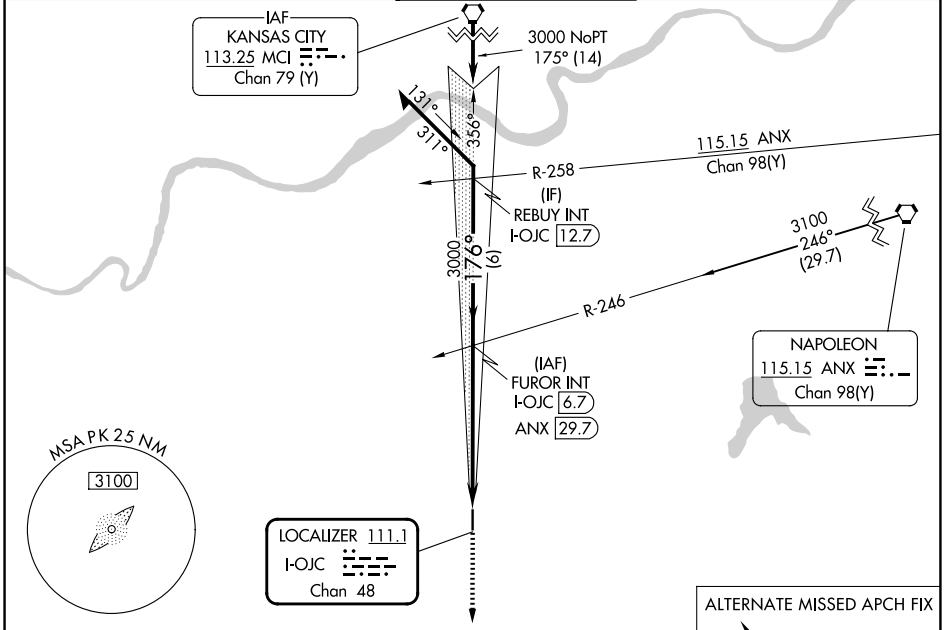 IAF
KANSAS CITY
113.25 MCI
Chan 79 (Y)
3000 NoPT
175° (14)
131°
311°
356°
115.15 ANX
Chan 98(Y)
R-258
(IF)
REBUY INT
I-OJC 12.7
3000
176°
(6)
3100
246°
(29.7)
R-246
(IAF)
FUROR INT
I-OJC 6.7
ANX 29.7
NAPOLEON
115.15 ANX
Chan 98(Y)
MSA PK 25 NM
3100
LOCALIZER 111.1
I-OJC
Chan 48
ALTERNATE MISSED APCH FIX